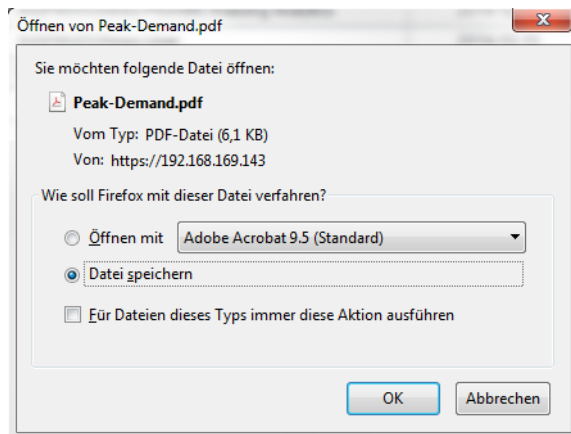 Öffnen von Peak-Demand.pdf
Sie möchten folgende Datei öffnen:
Peak-Demand.pdf
Vom Typ: PDF-Datei (6,1 KB)
Von: https://192.168.169.143
Wie soll Firefox mit dieser Datei verfahren?
Öffnen mit Adobe Acrobat 9.5 (Standard)
Datei speichern
Für Dateien dieses Typs immer diese Aktion ausführen
OK Abbrechen